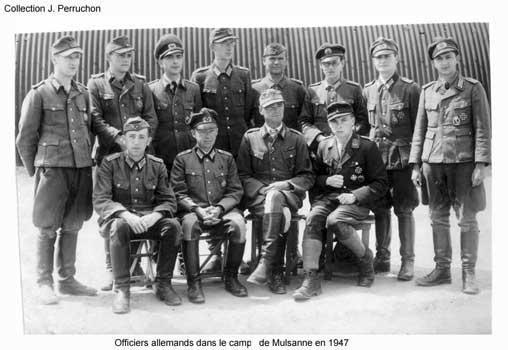 Collection J. Perruchon
Officiers allemands dans le camp de Mulsanne en 1947